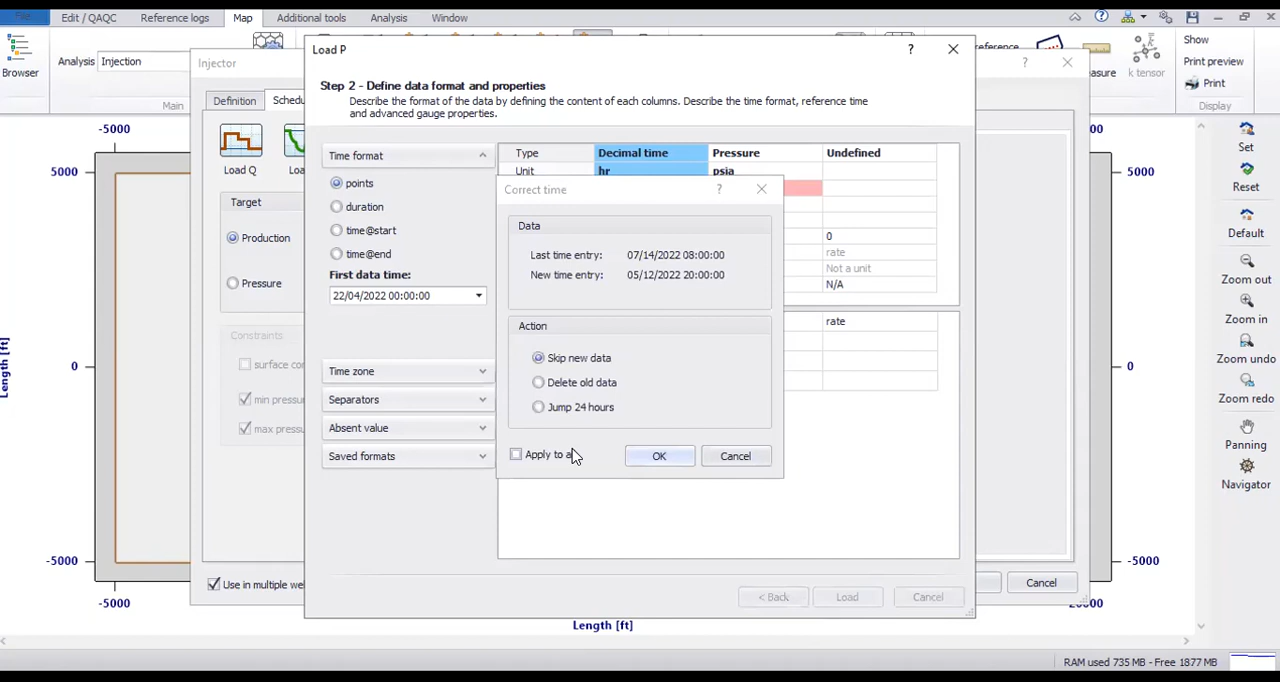 File
Edit / QAQC
Reference logs
Map
Additional tools
Analysis
Window
Browser
Analysis
Injection
Main
k tensor
Show
Print preview
Print
Display
Injector
?
Definition
Load Q
Target
Production
Pressure
Constraints
min pressu
max pressu
Use in multiple we
Load P
?
Step 2 - Define data format and properties
Describe the format of the data by defining the content of each columns. Describe the time format, reference time
and advanced gauge properties.
Time format
points
duration
time@start
time@end
First data time:
22/04/2022 00:00:00
Time zone
Separators
Absent value
Saved formats
Type
Decimal time
Pressure
Undefined
Unit
hr
psia
0
rate
Not a unit
N/A
rate
Correct time
?
Data
Last time entry:
07/14/2022 08:00:00
New time entry:
05/12/2022 20:00:00
Action
Skip new data
Delete old data
Jump 24 hours
Apply to a
OK
Cancel
< Back
Load
Cancel
Cancel
-5000
5000
0
-5000
-5000
Length [ft]
Length [ft]
5000
0
-5000
Set
Reset
Default
Zoom out
Zoom in
Zoom undo
Zoom redo
Panning
Navigator
RAM used 735 MB - Free 1877 MB